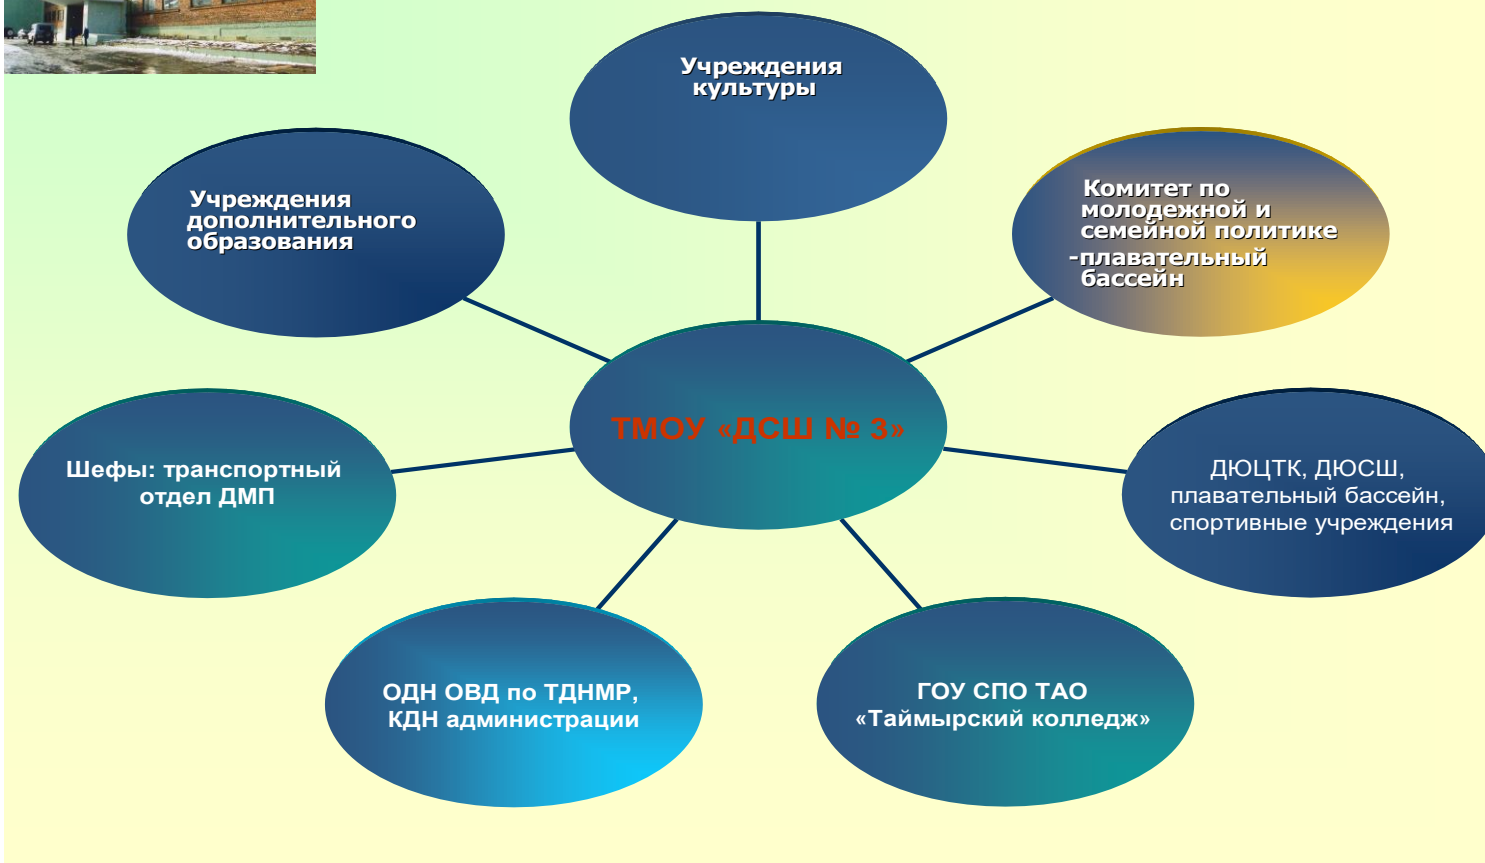 Учреждения
культуры
Учреждения
дополнительного
образования
Комитет по
молодежной и
семейной политике
-плавательный
бассейн
ТМОУ «ДСШ № 3»
Шефы: транспортный
отдел ДМП
ДЮЦТК, ДЮСШ,
плавательный бассейн,
спортивные учреждения
ОДН ОВД по ТДНМР,
КДН администрации
ГОУ СПО ТАО
«Таймырский колледж»